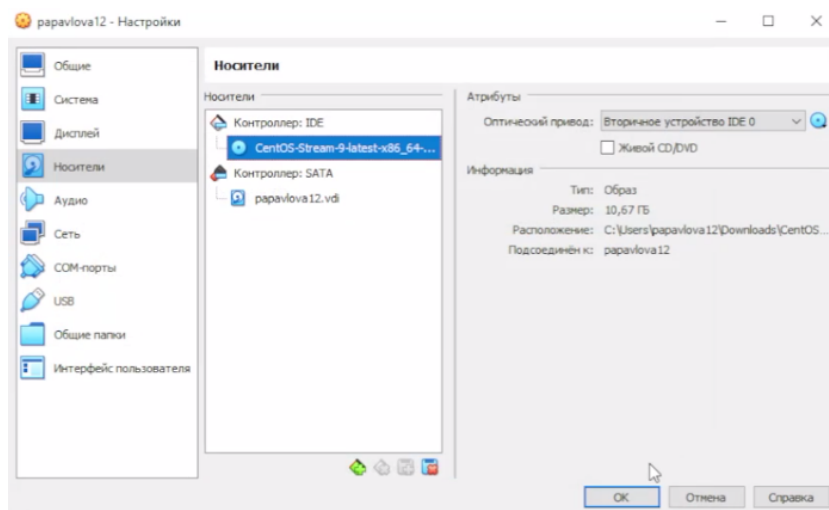 papavlova12 - Настройки
Общие
Система
Дисплей
Носители
Аудио
Сеть
COM-порты
USB
Общие папки
Интерфейс пользователя
Носители
Носители
Контроллер: IDE
CentOS-Stream-9-latest-x86_64-...
Контроллер: SATA
papavlova12.vdi
Атрибуты
Оптический привод: Вторичное устройство IDE 0
Живой CD/DVD
Информация
Тип: Образ
Размер: 10,67 ГБ
Расположение: C:\Users\papavlova12\Downloads\CentOS...
Подсоединён к: papavlova12
OK Отмена Справка